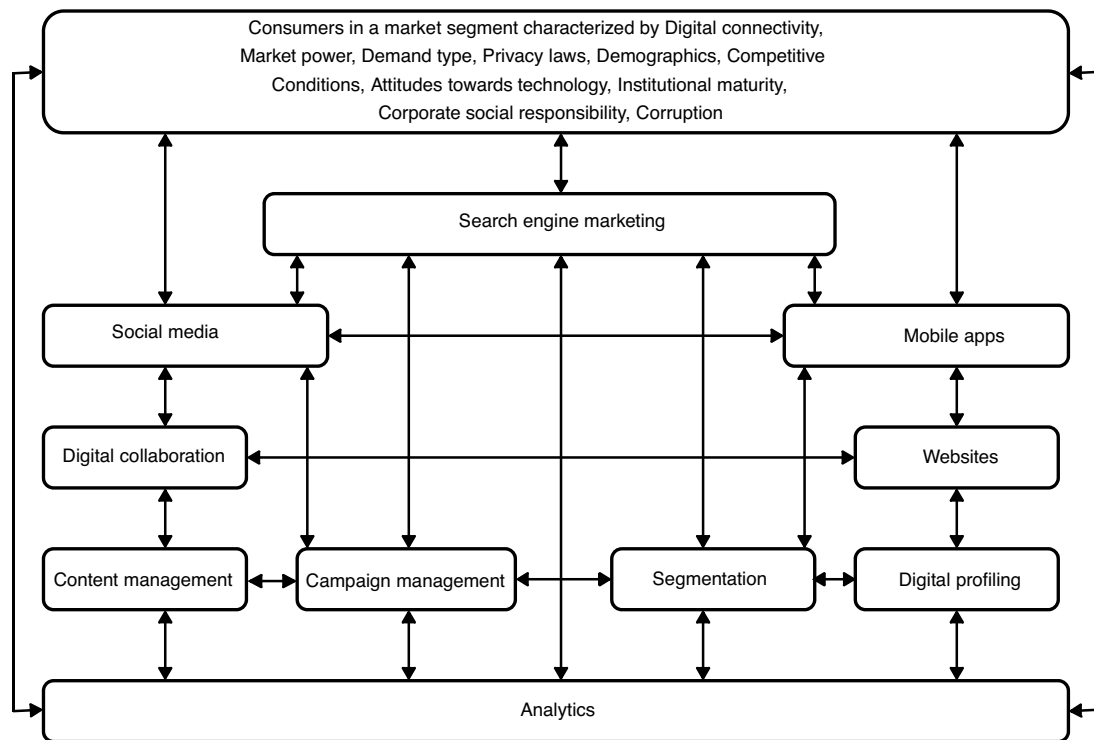 Consumers in a market segment characterized by Digital connectivity,
Market power, Demand type, Privacy laws, Demographics, Competitive
Conditions, Attitudes towards technology, Institutional maturity,
Corporate social responsibility, Corruption
Search engine marketing
Social media
Mobile apps
Digital collaboration
Websites
Content management
Campaign management
Segmentation
Digital profiling
Analytics